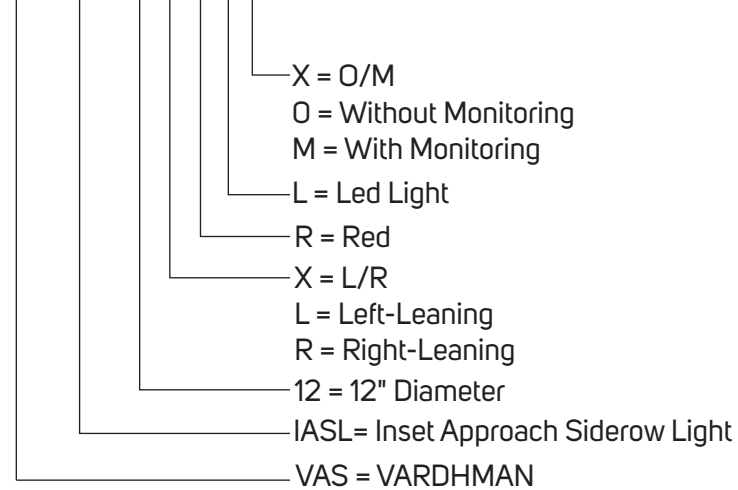 X = O/M
O = Without Monitoring
M = With Monitoring
L = Led Light
R = Red
X = L/R
L = Left-Leaning
R = Right-Leaning
12 = 12" Diameter
IASL= Inset Approach Siderow Light
VAS = VARDHMAN